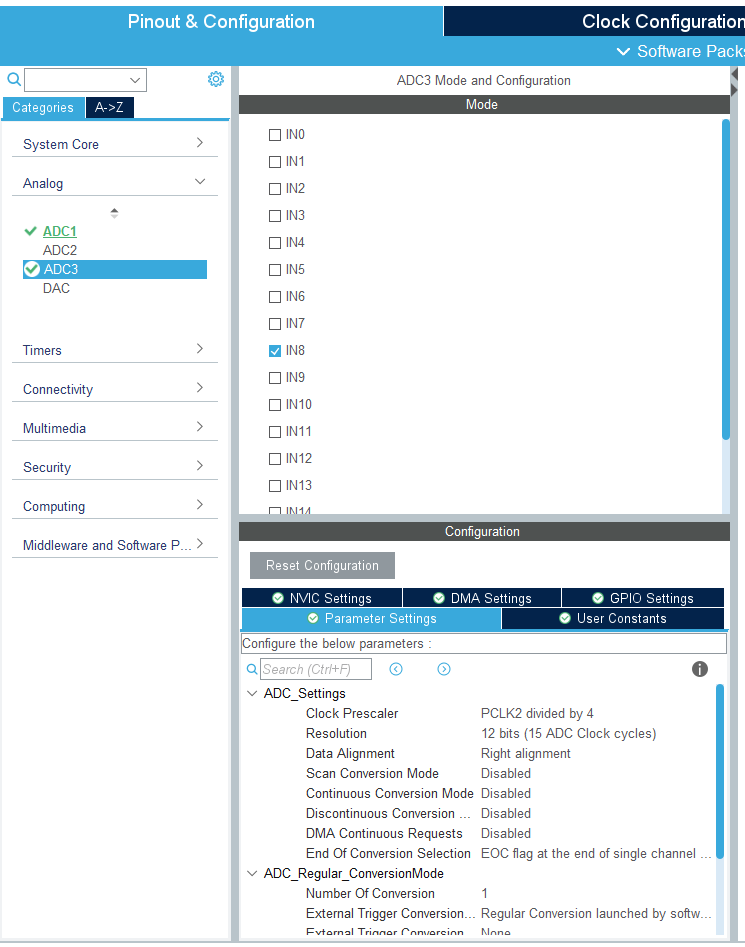 Pinout & Configuration
Clock Configuration
Software Packs
Categories
A->Z
System Core
Analog
ADC1
ADC2
ADC3
DAC
Timers
Connectivity
Multimedia
Security
Computing
Middleware and Software P...
ADC3 Mode and Configuration
Mode
IN0
IN1
IN2
IN3
IN4
IN5
IN6
IN7
IN8
IN9
IN10
IN11
IN12
IN13
IN14
Configuration
Reset Configuration
NVIC Settings
DMA Settings
GPIO Settings
Parameter Settings
User Constants
Configure the below parameters :
Search (Ctrl+F)
ADC_Settings
Clock Prescaler PCLK2 divided by 4
Resolution 12 bits (15 ADC Clock cycles)
Data Alignment Right alignment
Scan Conversion Mode Disabled
Continuous Conversion Mode Disabled
Discontinuous Conversion ... Disabled
DMA Continuous Requests Disabled
End Of Conversion Selection EOC flag at the end of single channel ...
ADC_Regular_ConversionMode
Number Of Conversion 1
External Trigger Conversion... Regular Conversion launched by softw...
External Trigger Conversion None